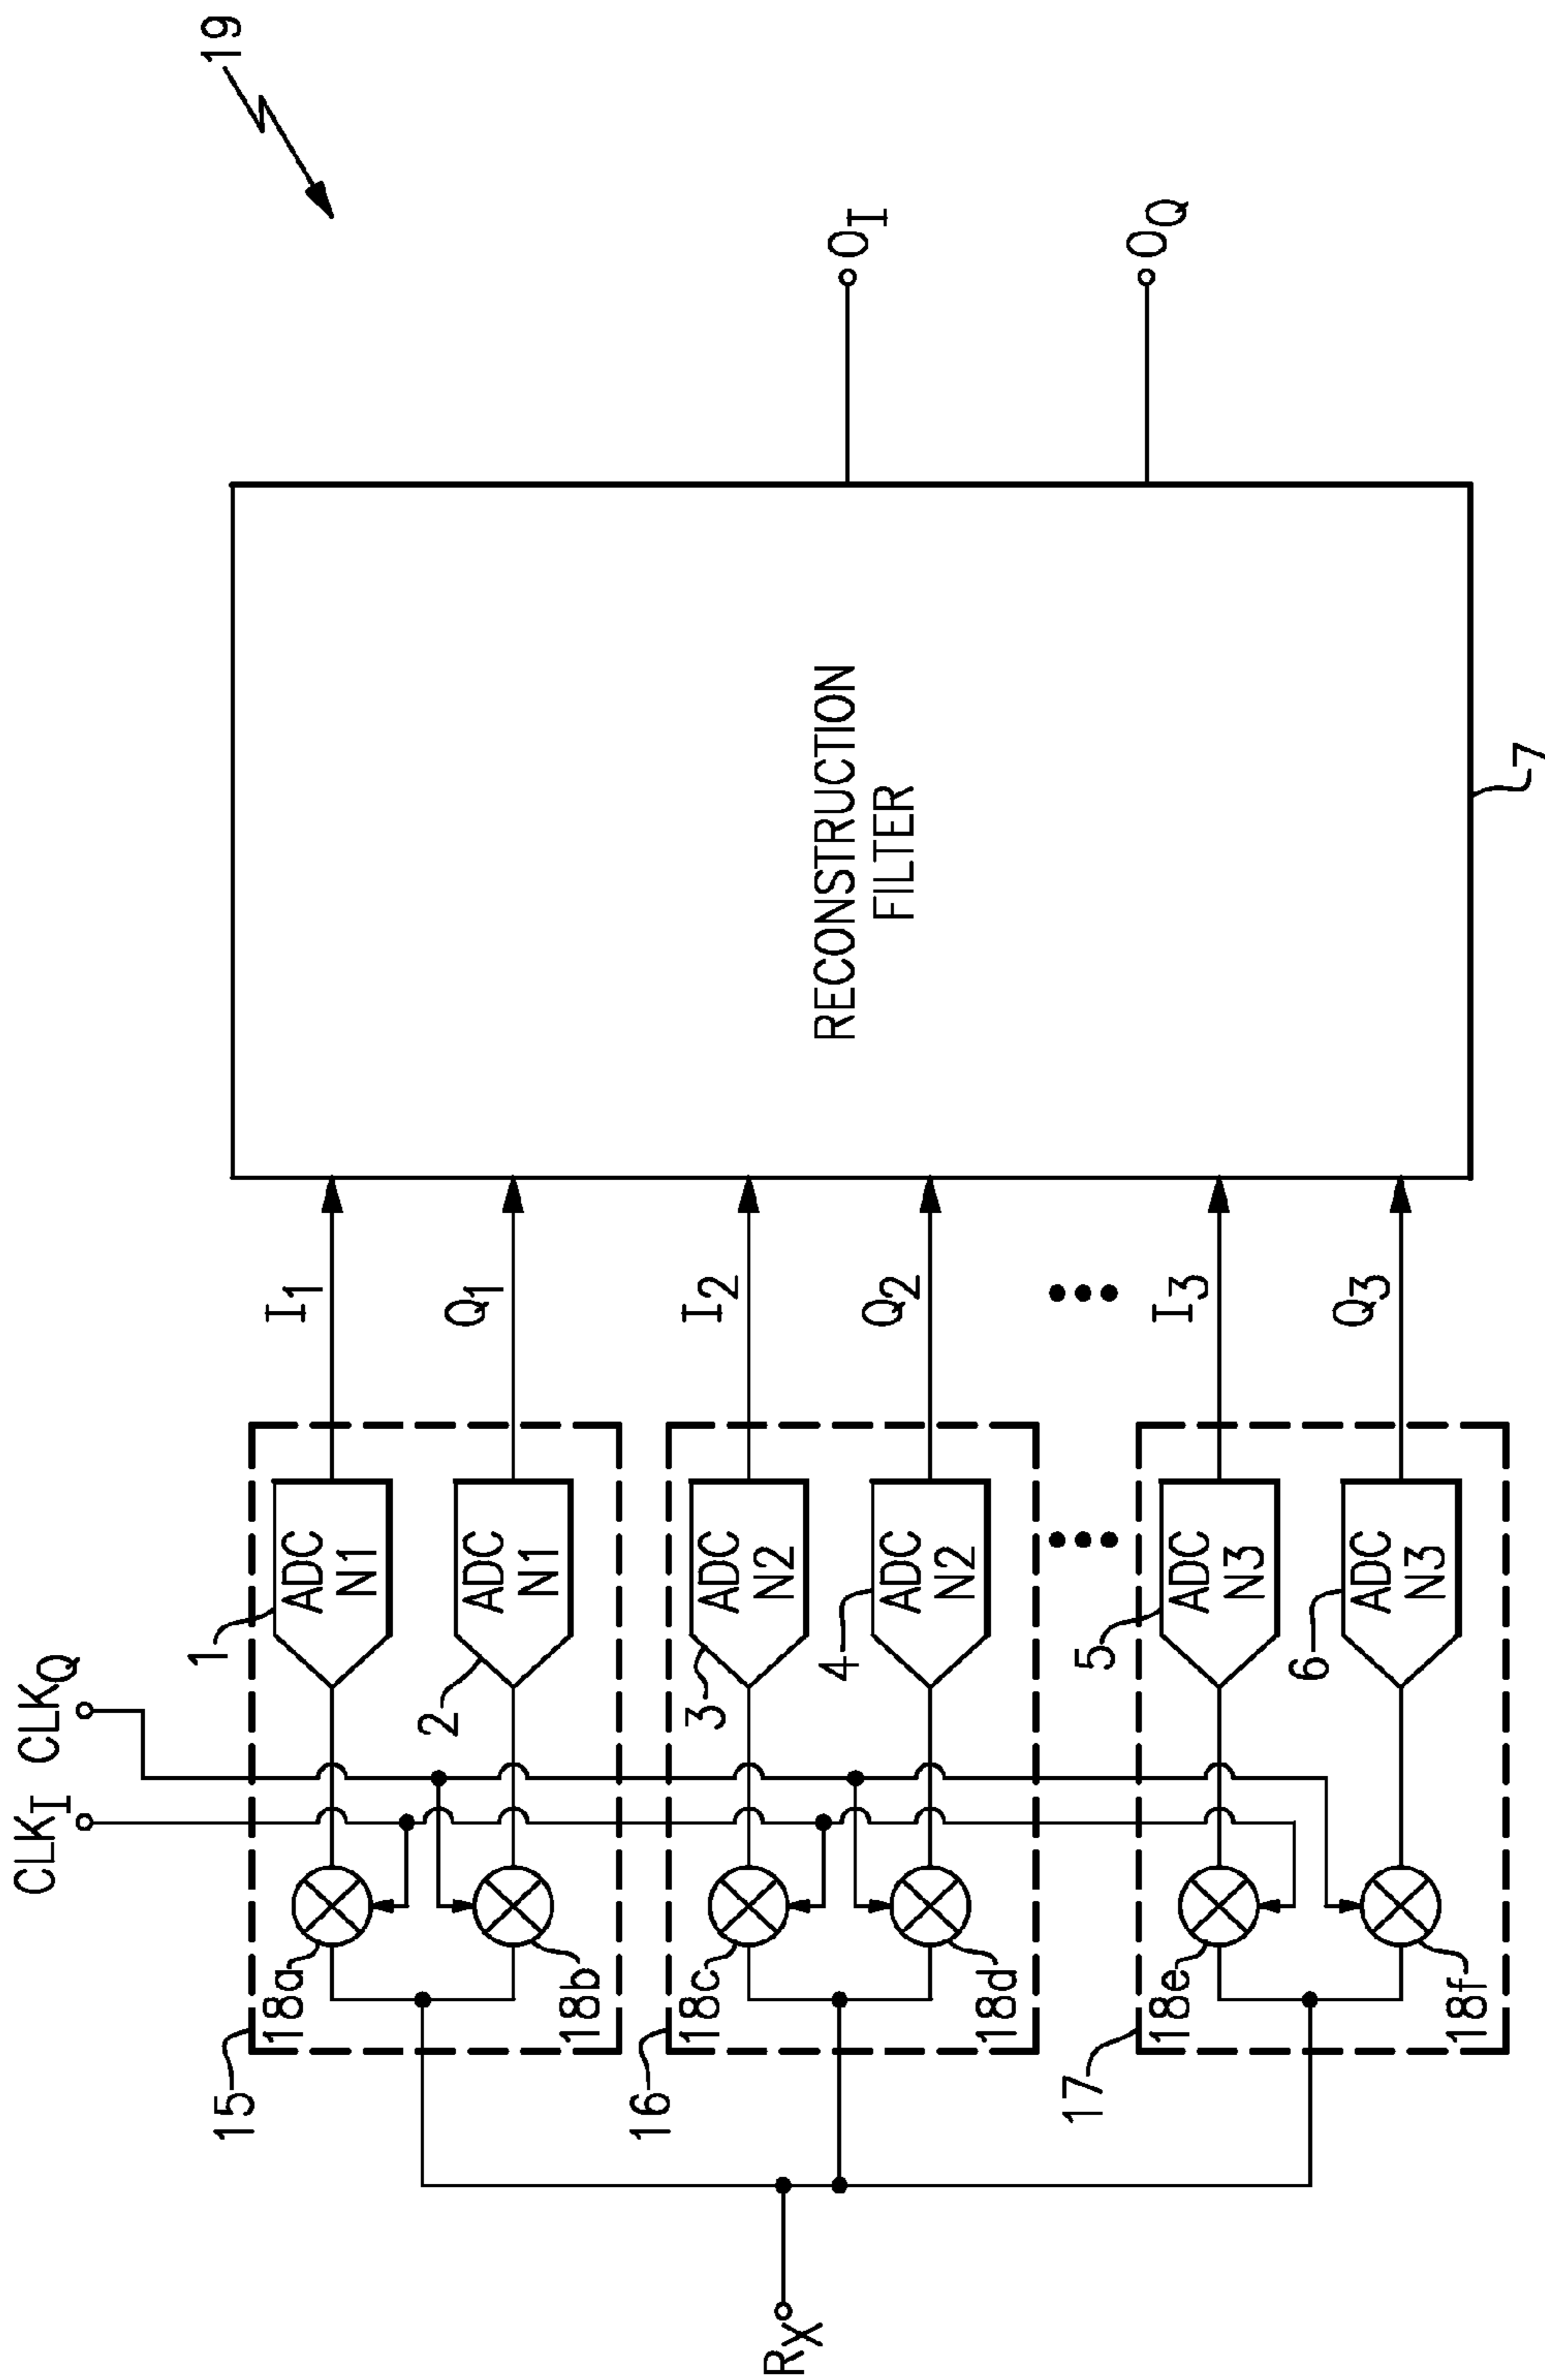 19
CLK_I
CLK_Q
15
18a
1
ADC
N1
I_1
2
ADC
N1
18b
Q_1
16
18c
3
ADC
N2
I_2
R_X
RECONSTRUCTION
FILTER
O_I
4
ADC
N2
18d
Q_2
17
18e
5
ADC
N3
I_3
O_Q
6
ADC
N3
18f
Q_3
7